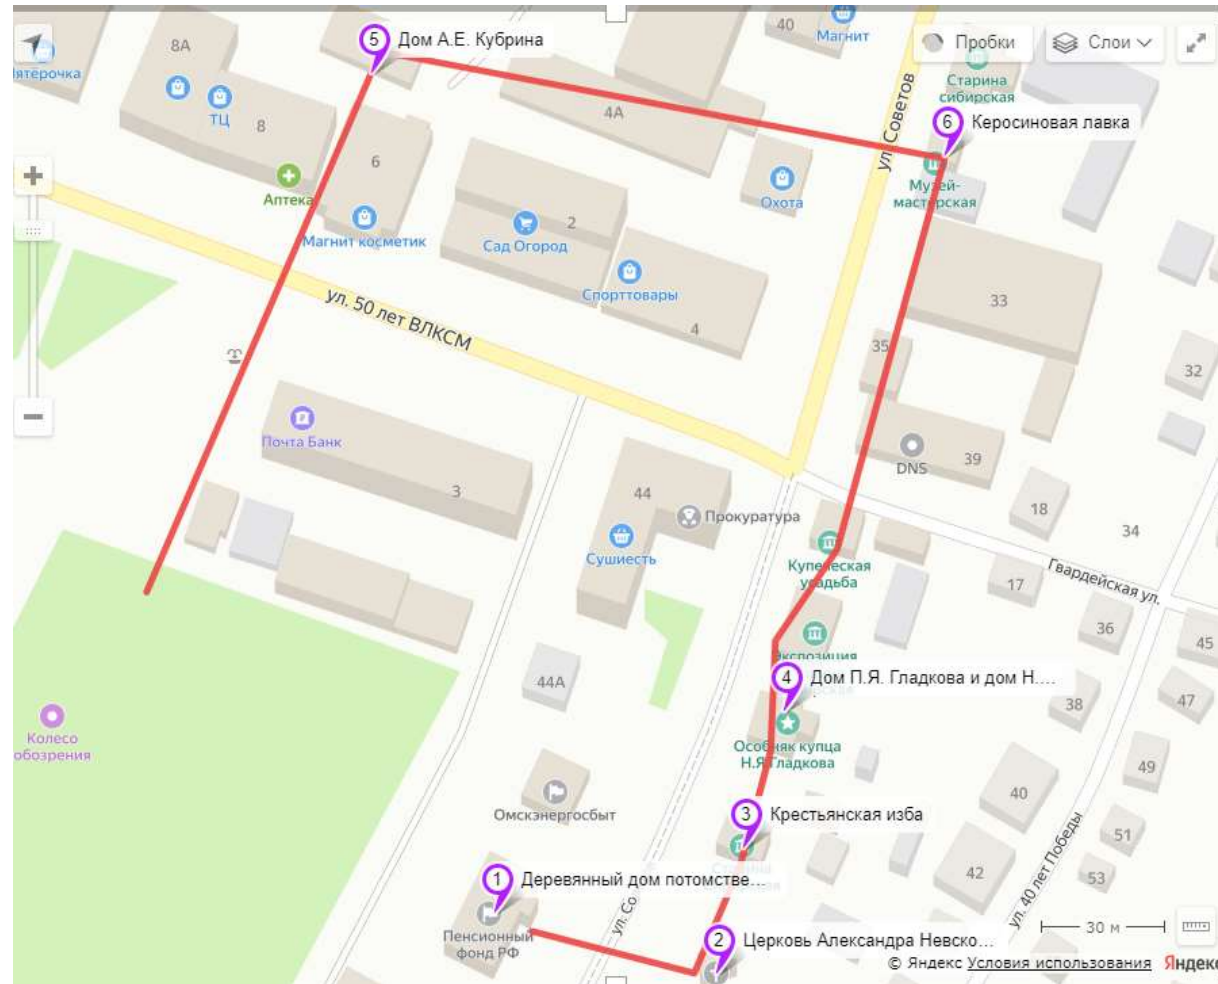 5 Дом А.Е. Кубрина
40
Магнит
Пробки
Слои
8А
ТЦ
8
4А
ул. Советов
Старина
сибирская
6 Керосиновая лавка
6
Аптека
Охота
Музей-
мастерская
Магнит косметик
2
Сад Огород
Спорттовары
4
ул. 50 лет ВЛКСМ
33
35
32
Почта Банк
3
DNS
39
44
Прокуратура
18
34
Сушиесть
Купеческая
усадьба
Гвардейская ул.
17
36
45
Экспозиция
44А
4 Дом П.Я. Гладкова и дом Н....
38
47
Колесо
обозрения
Особняк купца
Н.Я Гладкова
49
Омскэнергосбыт
40
3 Крестьянская изба
51
42
53
ул. 40 лет Победы
1 Деревянный дом потомстве...
ул. Со
Пенсионный
фонд РФ
2 Церковь Александра Невско...
30 м
© Яндекс Условия использования